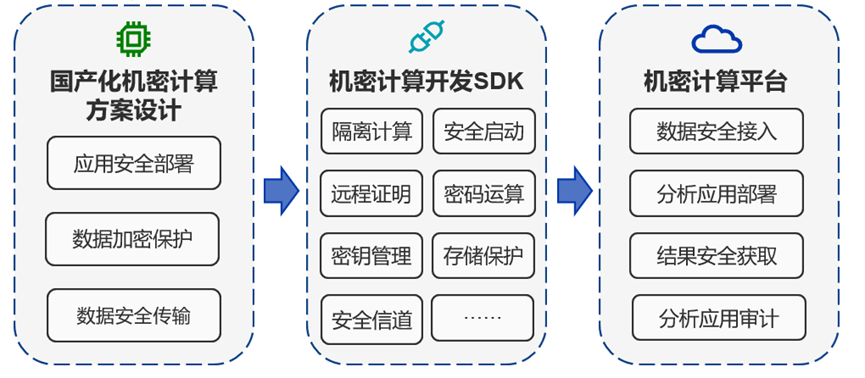 国产化机密计算
方案设计
应用安全部署
数据加密保护
数据安全传输
机密计算开发SDK
隔离计算
安全启动
远程证明
密码运算
密钥管理
存储保护
安全信道
……
机密计算平台
数据安全接入
分析应用部署
结果安全获取
分析应用审计